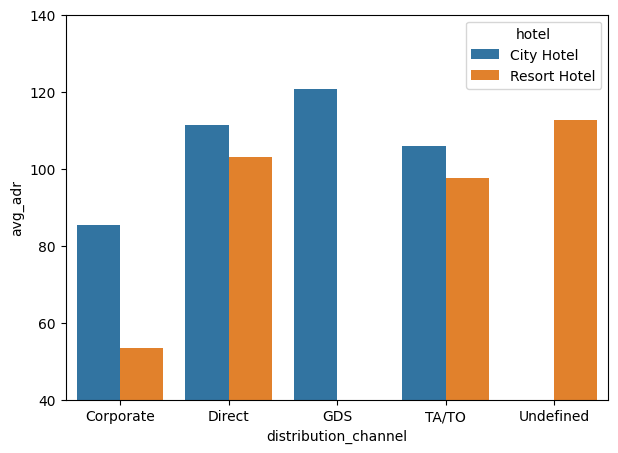 140
120
100
80
60
40
avg_adr
hotel
City Hotel
Resort Hotel
Corporate Direct GDS TA/TO Undefined
distribution_channel